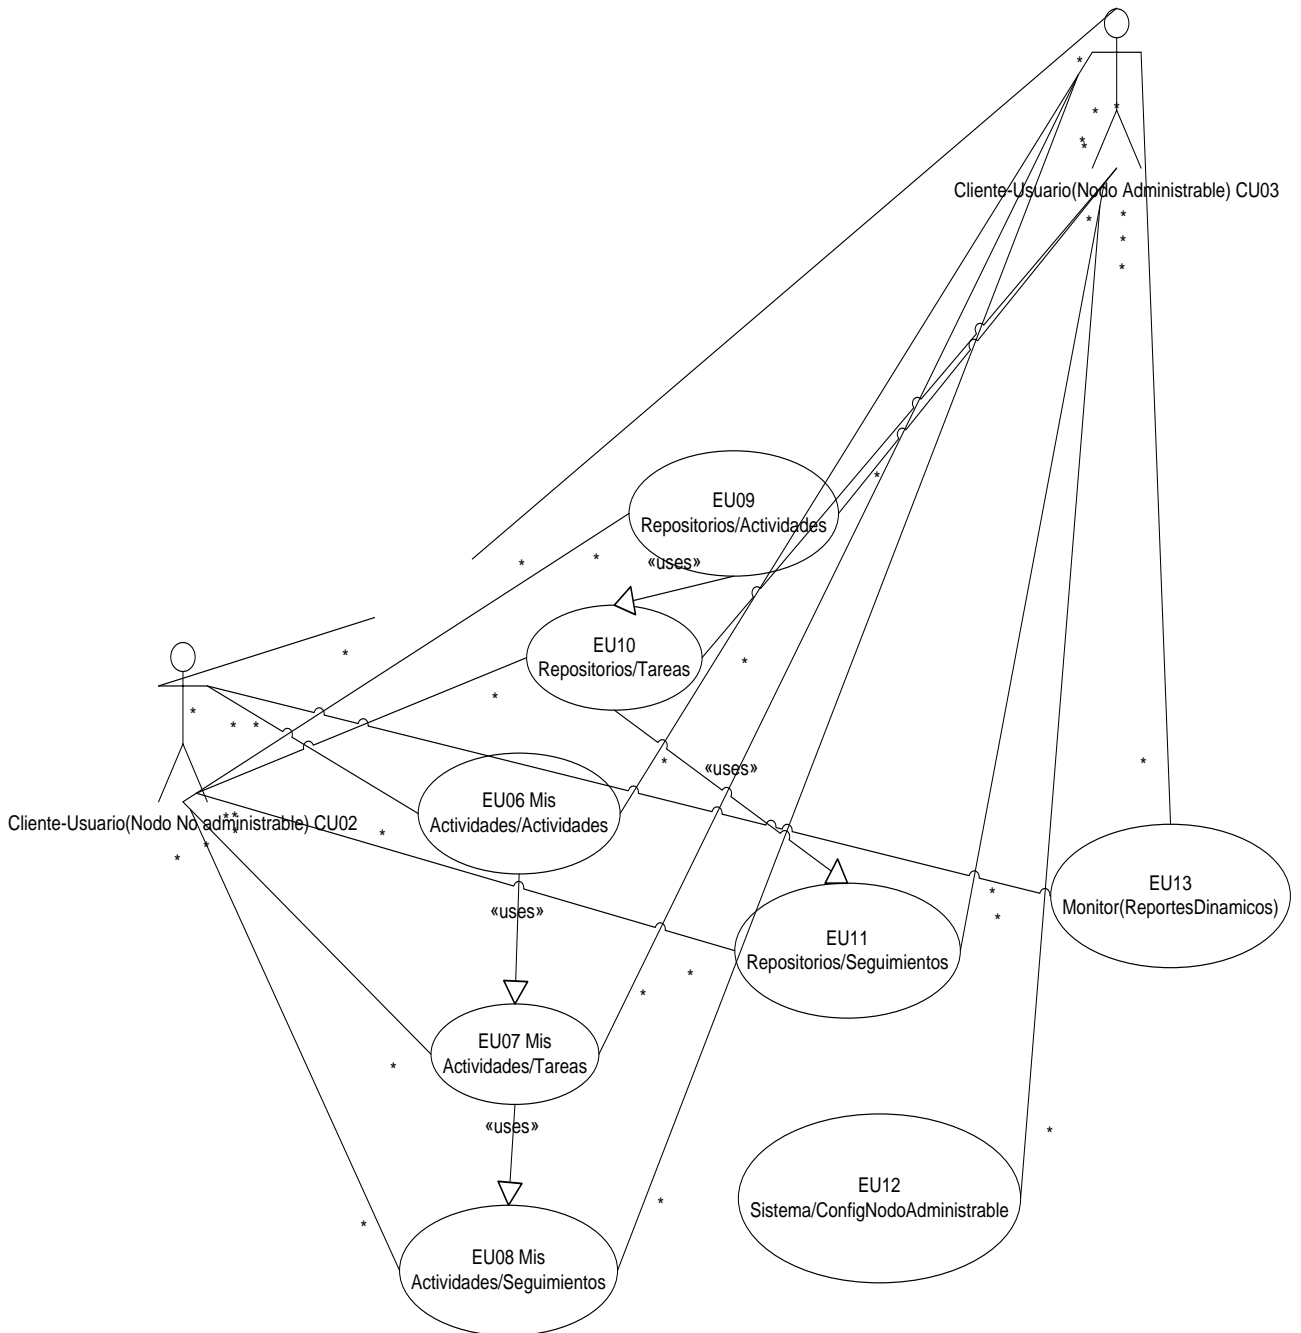 Cliente-Usuario(Nodo Administrable) CU03
EU09
Repositorios/Actividades
«uses»
EU10
Repositorios/Tareas
«uses»
EU06 Mis
Actividades/Actividades
Cliente-Usuario(Nodo No administrable) CU02
EU13
Monitor(ReportesDinamicos)
«uses»
EU11
Repositorios/Seguimientos
EU07 Mis
Actividades/Tareas
«uses»
EU12
Sistema/ConfigNodoAdministrable
EU08 Mis
Actividades/Seguimientos